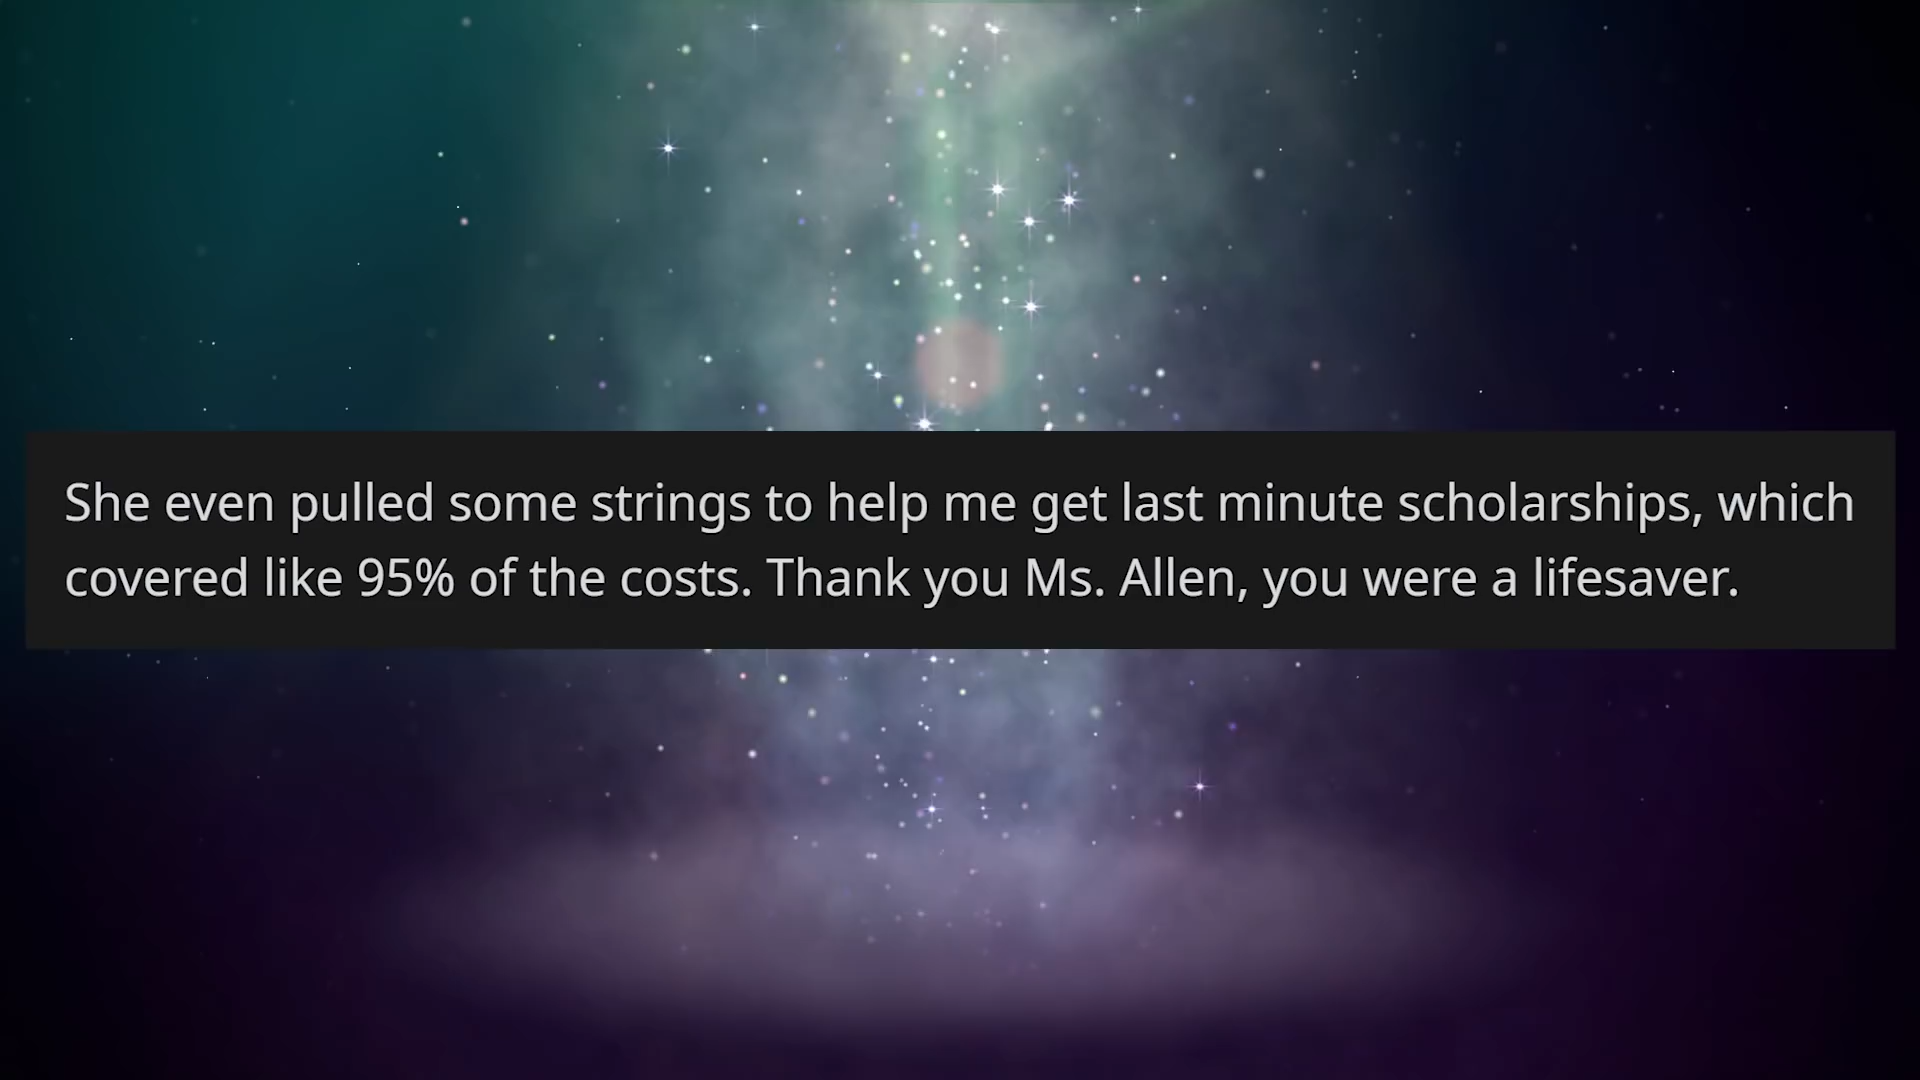 She even pulled some strings to help me get last minute scholarships, which
covered like 95% of the costs. Thank you Ms. Allen, you were a lifesaver.